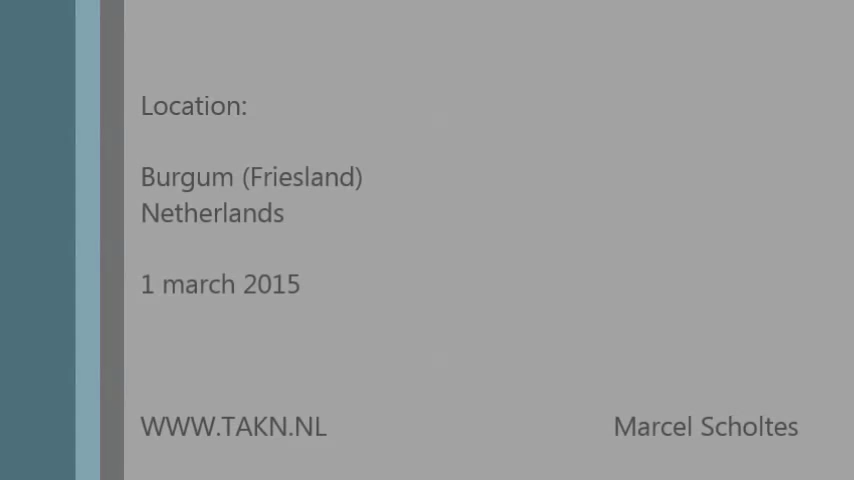 Location:
Burgum (Friesland)
Netherlands
1 march 2015
WWW.TAKN.NL
Marcel Scholtes